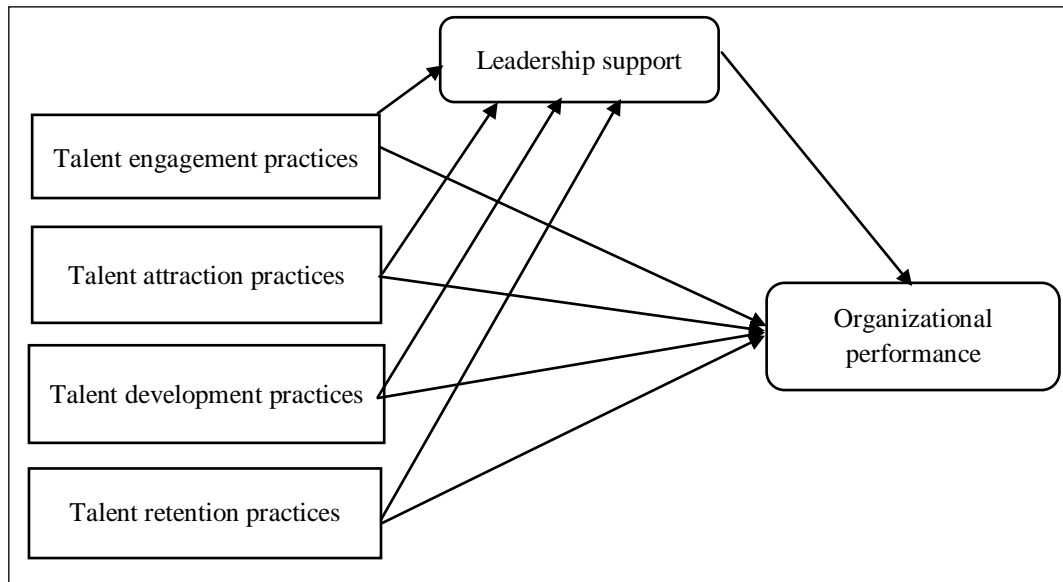 Leadership support
Talent engagement practices
Talent attraction practices
Organizational
performance
Talent development practices
Talent retention practices